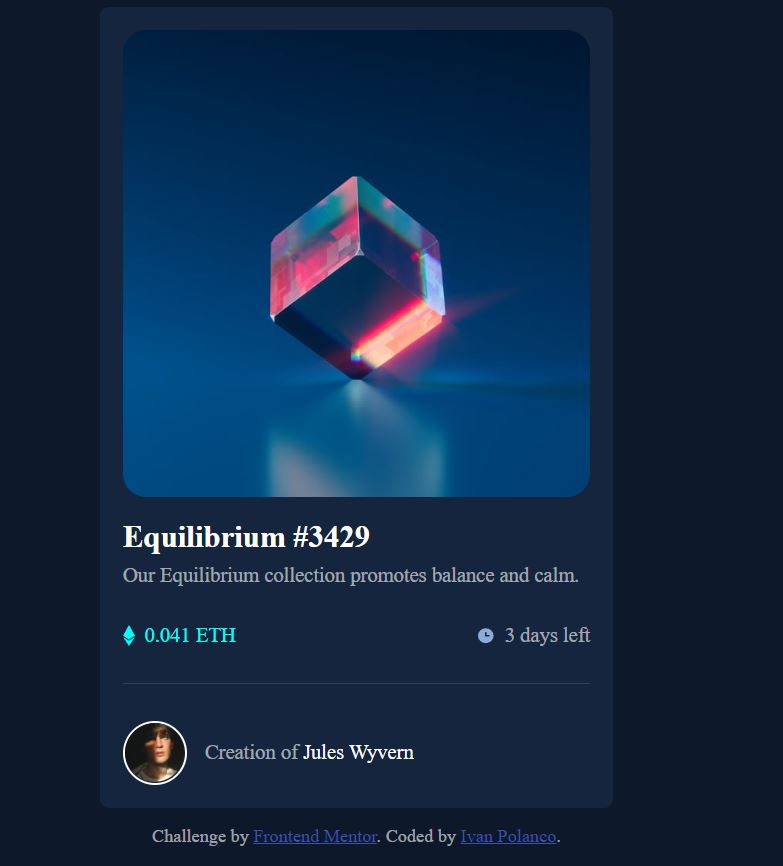 Equilibrium #3429
Our Equilibrium collection promotes balance and calm.
0.041 ETH
3 days left
Creation of Jules Wyvern
Challenge by Frontend Mentor. Coded by Ivan Polanco.